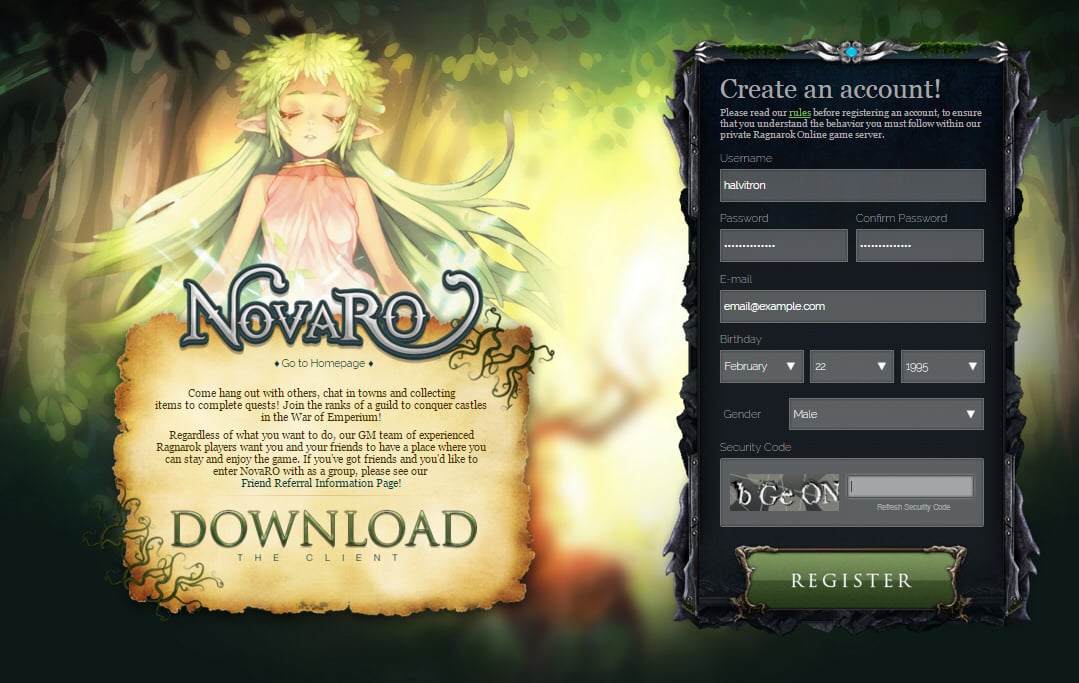 NovaRO
♦ Go to Homepage ♦
Come hang out with others, chat in towns and collecting
items to complete quests! Join the ranks of a guild to conquer castles
in the War of Emperium!
Regardless of what you want to do, our GM team of experienced
Ragnarok players want you and your friends to have a place where you
can stay and enjoy the game. If you've got friends and you'd like to
enter NovaRO with as a group, please see our
Friend Referral Information Page!
DOWNLOAD
THE CLIENT
Create an account!
Please read our rules before registering an account, to ensure
that you understand the behavior you must follow within our
private Ragnarok Online game server.
Username
halvitron
Password Confirm Password
•••••••••••••• ••••••••••••••
E-mail
email@example.com
Birthday
February ▼ 22 ▼ 1995 ▼
Gender Male ▼
Security Code
Refresh Security Code
REGISTER